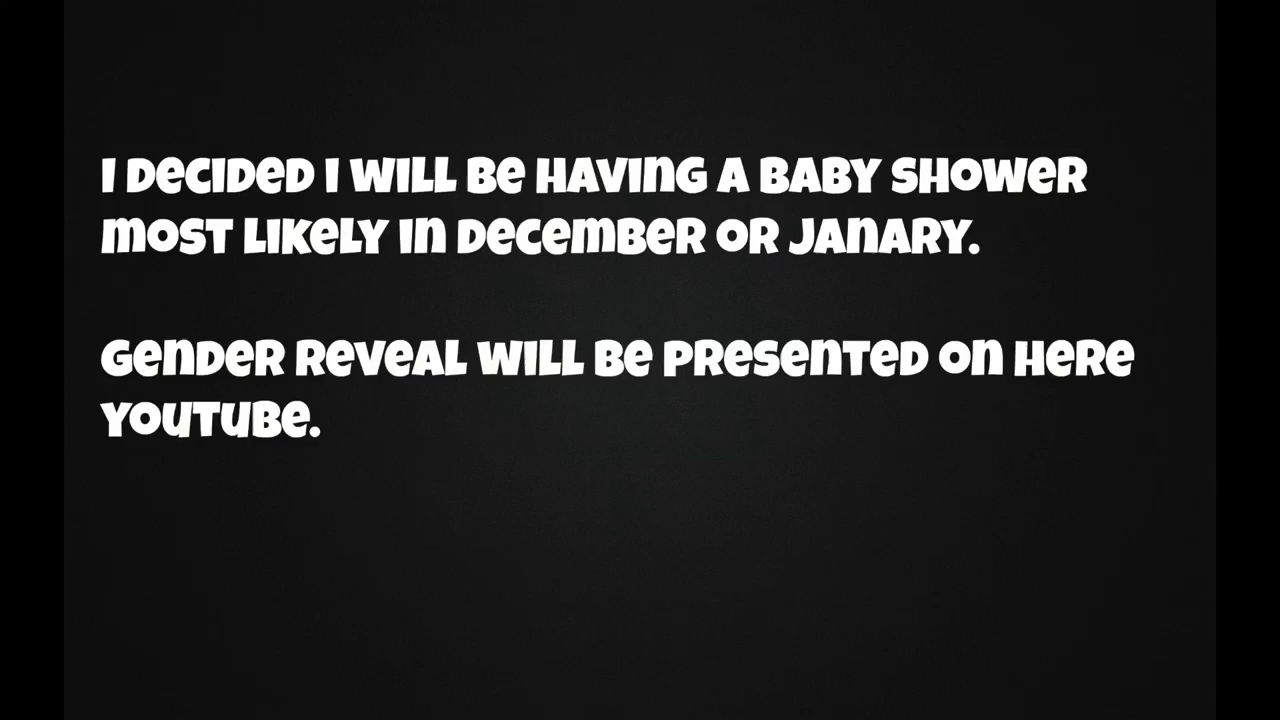 I DECIDED I WILL BE HAVING A BABY SHOWER
MOST LIKELY IN DECEMBER OR JANARY.
GENDER REVEAL WILL BE PRESENTED ON HERE
YOUTUBE.